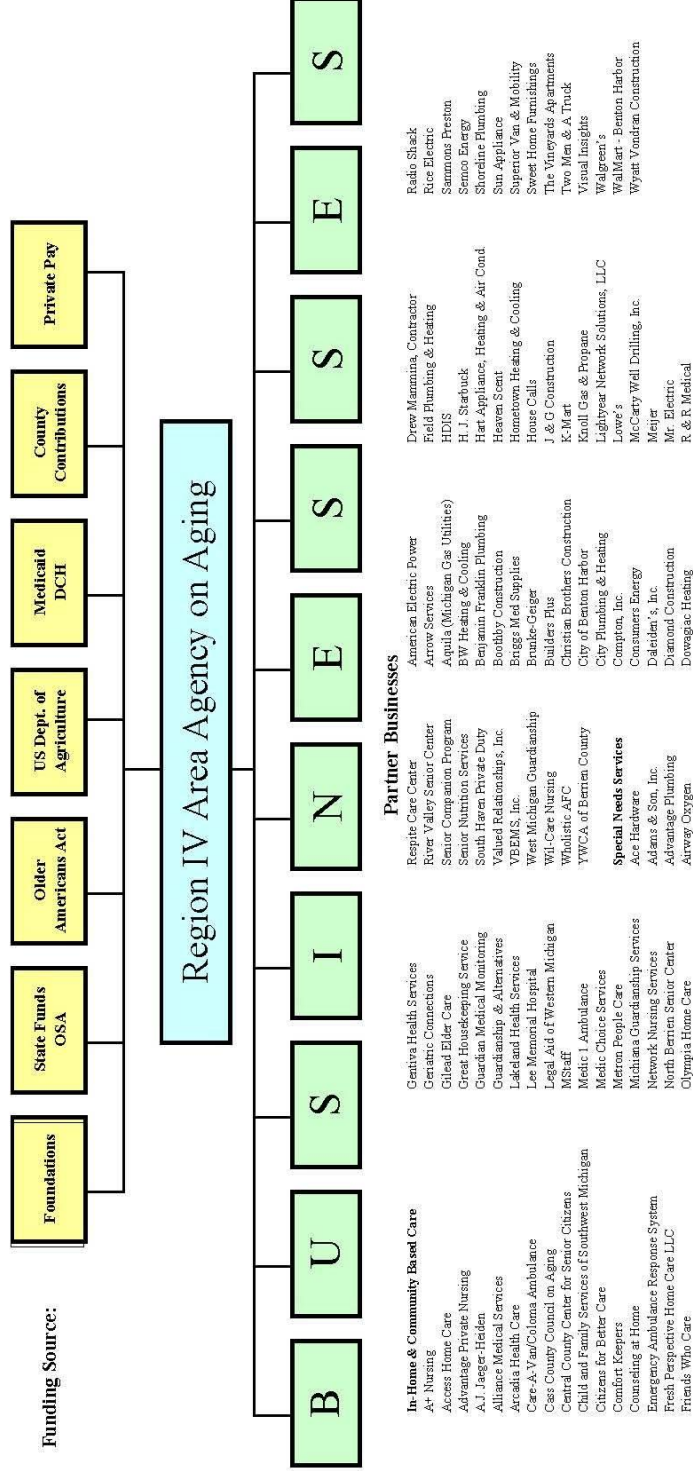 Funding Source:
Foundations
State Funds
OSA
Older
Americans Act
US Dept. of
Agriculture
Medicaid
DCH
County
Contributions
Private Pay
Region IV Area Agency on Aging
B U S I N E S S E S
Partner Businesses
In-Home & Community Based Care
A+ Nursing
Access Home Care
Advantage Private Nursing
A.J. Jaeger-Heiden
Alliance Medical Services
Arcadia Health Care
Care-A-Van/Coloma Ambulance
Cass County Council on Aging
Central County Center for Senior Citizens
Child and Family Services of Southwest Michigan
Citizens for Better Care
Comfort Keepers
Counseling at Home
Emergency Ambulance Response System
Fresh Perspective Home Care LLC
Friends Who Care
Gentiva Health Services
Geriatric Connections
Gilead Elder Care
Great Housekeeping Service
Guardian Medical Monitoring
Guardianship & Alternatives
Lakeland Health Services
Lee Memorial Hospital
Legal Aid of Western Michigan
MStaff
Medic 1 Ambulance
Medic Choice Services
Metron People Care
Michiana Guardianship Services
Network Nursing Services
North Berrien Senior Center
Olympia Home Care
Respite Care Center
River Valley Senior Center
Senior Companion Program
Senior Nutrition Services
South Haven Private Duty
Valued Relationships, Inc.
VBEMS, Inc.
West Michigan Guardianship
Wil-Care Nursing
Wholistic AFC
YWCA of Berrien County
Special Needs Services
Ace Hardware
Adams & Son, Inc.
Advantage Plumbing
Airway Oxygen
American Electric Power
Arrow Services
Aquila (Michigan Gas Utilities)
BW Heating & Cooling
Benjamin Franklin Plumbing
Boothby Construction
Briggs Med Supplies
Brunke-Geiger
Builders Plus
Christian Brothers Construction
City of Benton Harbor
City Plumbing & Heating
Compton, Inc.
Consumers Energy
Daleiden's, Inc.
Diamond Construction
Dowagiac Heating
Drew Mammina, Contractor
Field Plumbing & Heating
HDIS
H. J. Starbuck
Hart Appliance, Heating & Air Cond.
Heaven Scent
Hometown Heating & Cooling
House Calls
J & G Construction
K-Mart
Knoll Gas & Propane
Lightyear Network Solutions, LLC
Lowe's
McCarty Well Drilling, Inc.
Meijer
Mr. Electric
R & R Medical
Radio Shack
Rice Electric
Sammons Preston
Semco Energy
Shoreline Plumbing
Sun Appliance
Superior Van & Mobility
Sweet Home Furnishings
The Vineyards Apartments
Two Men & A Truck
Visual Insights
Walgreen's
WalMart - Benton Harbor
Wyatt Vondran Construction